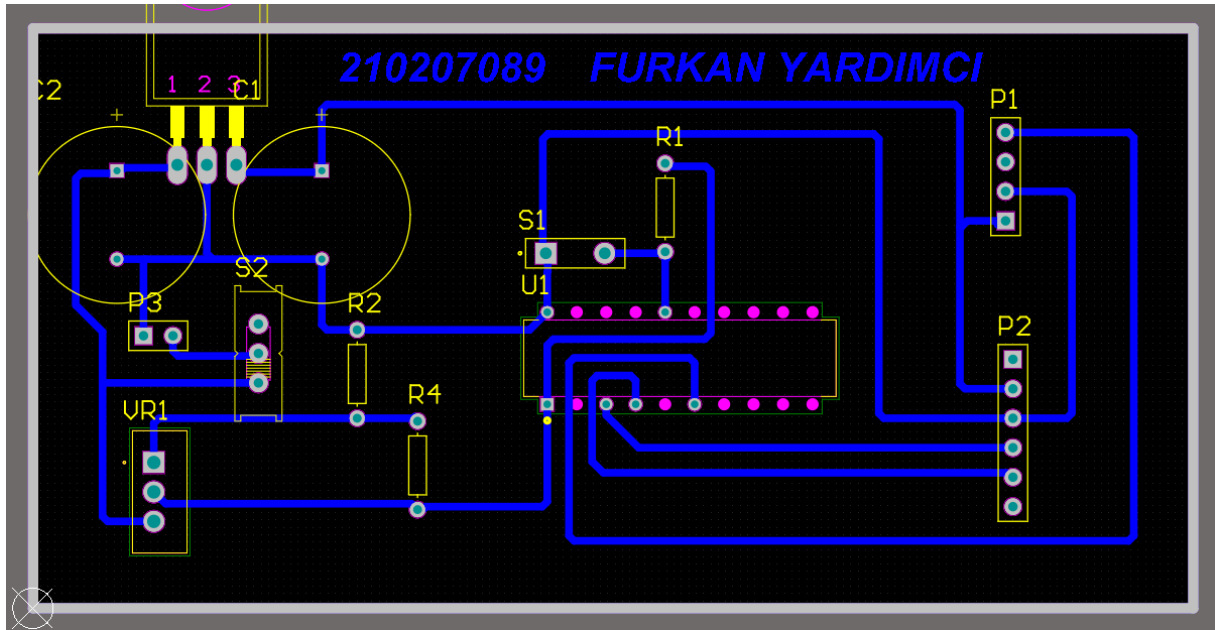 210207089 FURKAN YARDIMCI
C2
1 2 3
C1
P1
R1
S1
S2
U1
P3
R2
P2
R4
VR1
+
+